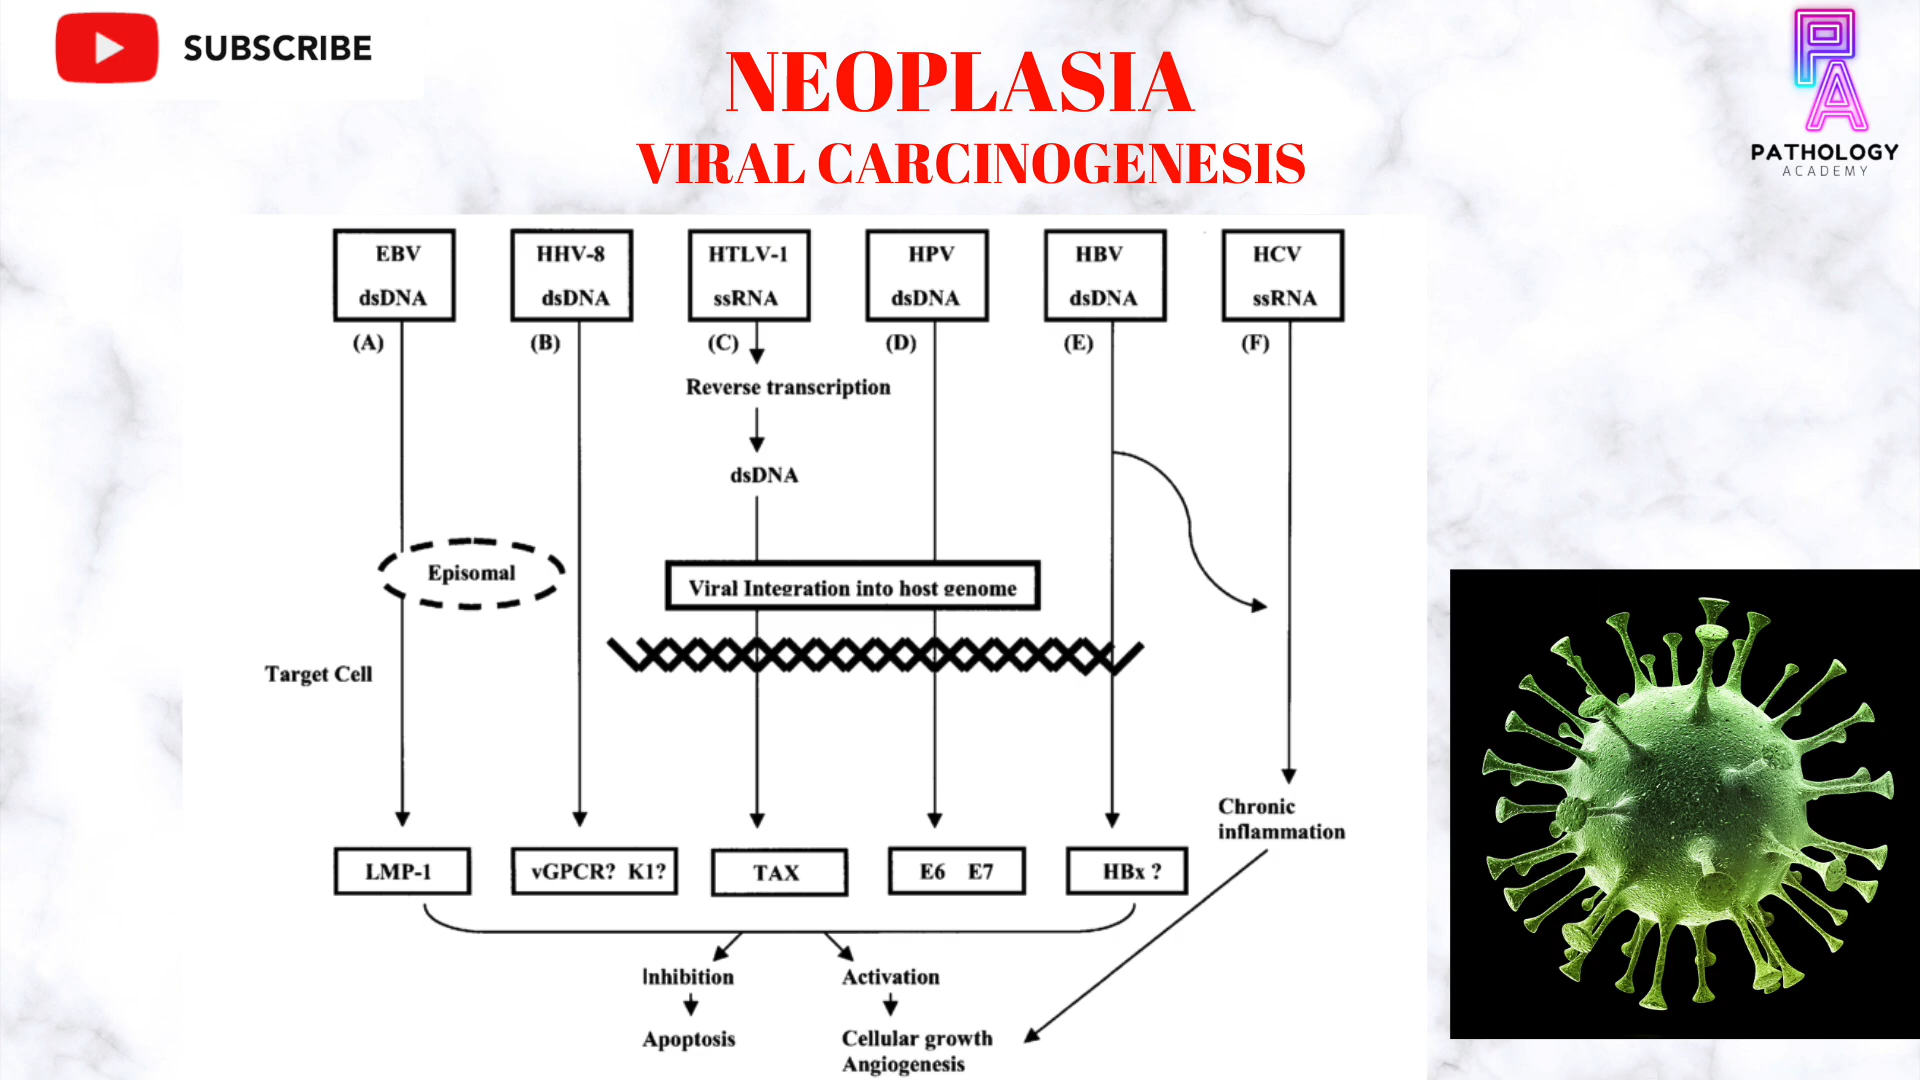 SUBSCRIBE
NEOPLASIA
VIRAL CARCINOGENESIS
PA
PATHOLOGY
ACADEMY
EBV
dsDNA
HHV-8
dsDNA
HTLV-1
ssRNA
HPV
dsDNA
HBV
dsDNA
HCV
ssRNA
(A)
(B)
(C)
(D)
(E)
(F)
Reverse transcription
dsDNA
Episomal
Viral Integration into host genome
Target Cell
Chronic
inflammation
LMP-1
vGPCR? K1?
TAX
E6 E7
HBx ?
Inhibition
Activation
Apoptosis
Cellular growth
Angiogenesis